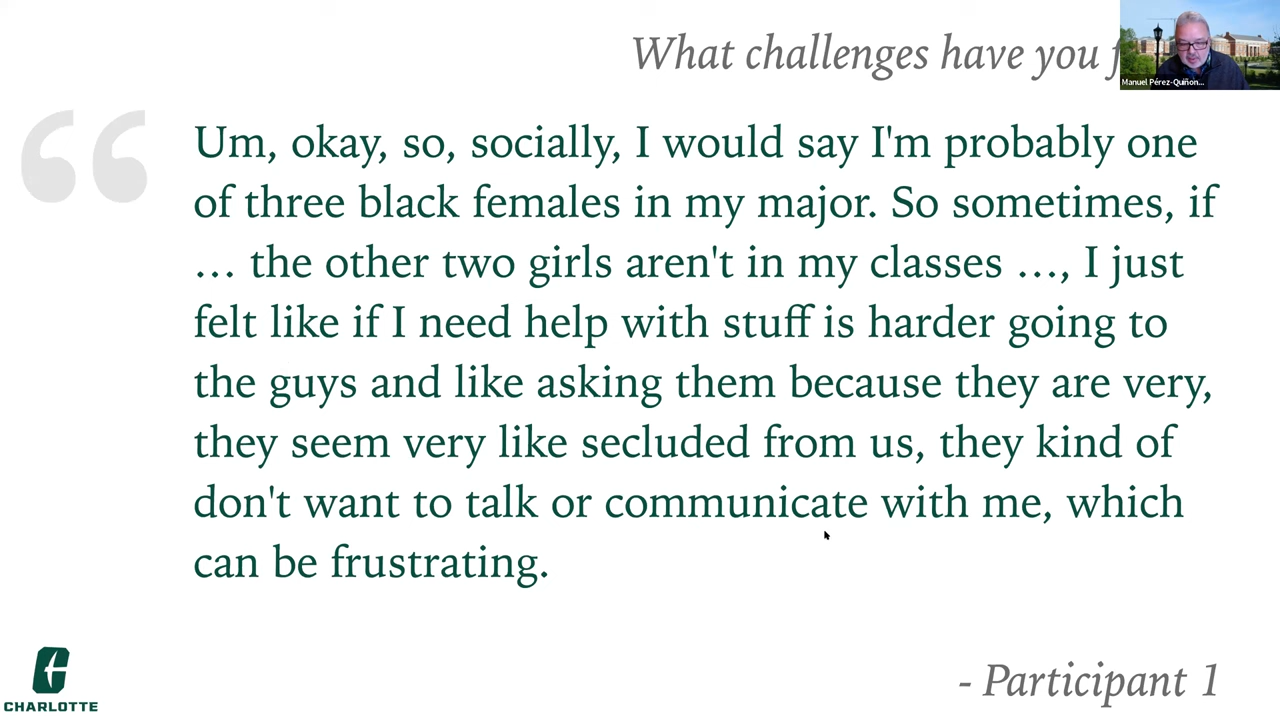 What challenges have you f
Manuel Pérez-Quiñon...
Um, okay, so, socially, I would say I'm probably one
of three black females in my major. So sometimes, if
… the other two girls aren't in my classes …, I just
felt like if I need help with stuff is harder going to
the guys and like asking them because they are very,
they seem very like secluded from us, they kind of
don't want to talk or communicate with me, which
can be frustrating.
- Participant 1
CHARLOTTE